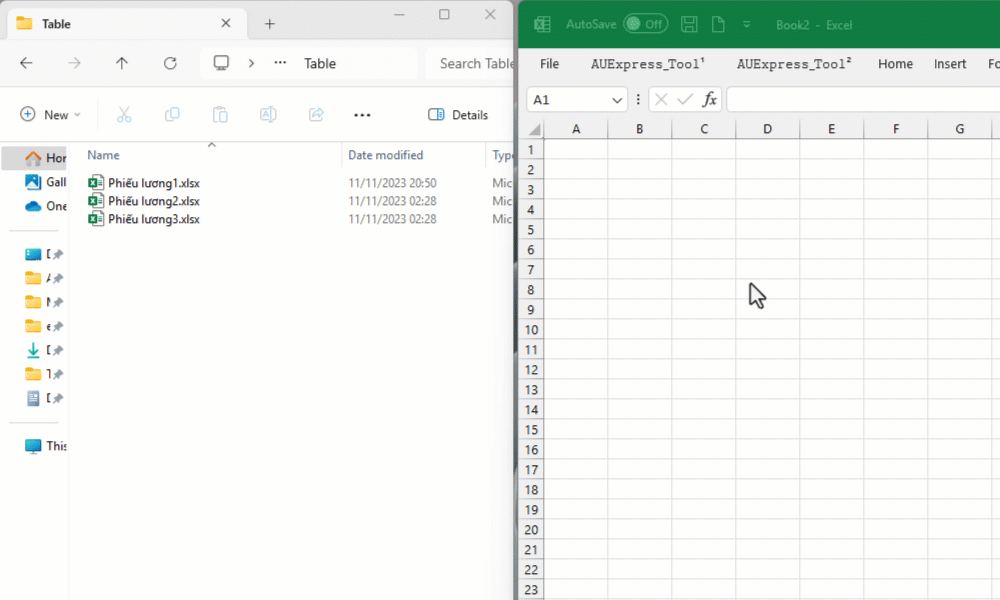 Table
Table
Search Table
New
Details
Name
Date modified
Phiếu lương1.xlsx
11/11/2023 20:50
Mic
Phiếu lương2.xlsx
11/11/2023 02:28
Mic
Phiếu lương3.xlsx
11/11/2023 02:28
Mic
Gall
One
This
AutoSave Off
Book2 - Excel
File AUExpress_Tool¹ AUExpress_Tool² Home Insert Fo
A1 fx
A B C D E F G
1
2
3
4
5
6
7
8
9
10
11
12
13
14
15
16
17
18
19
20
21
22
23